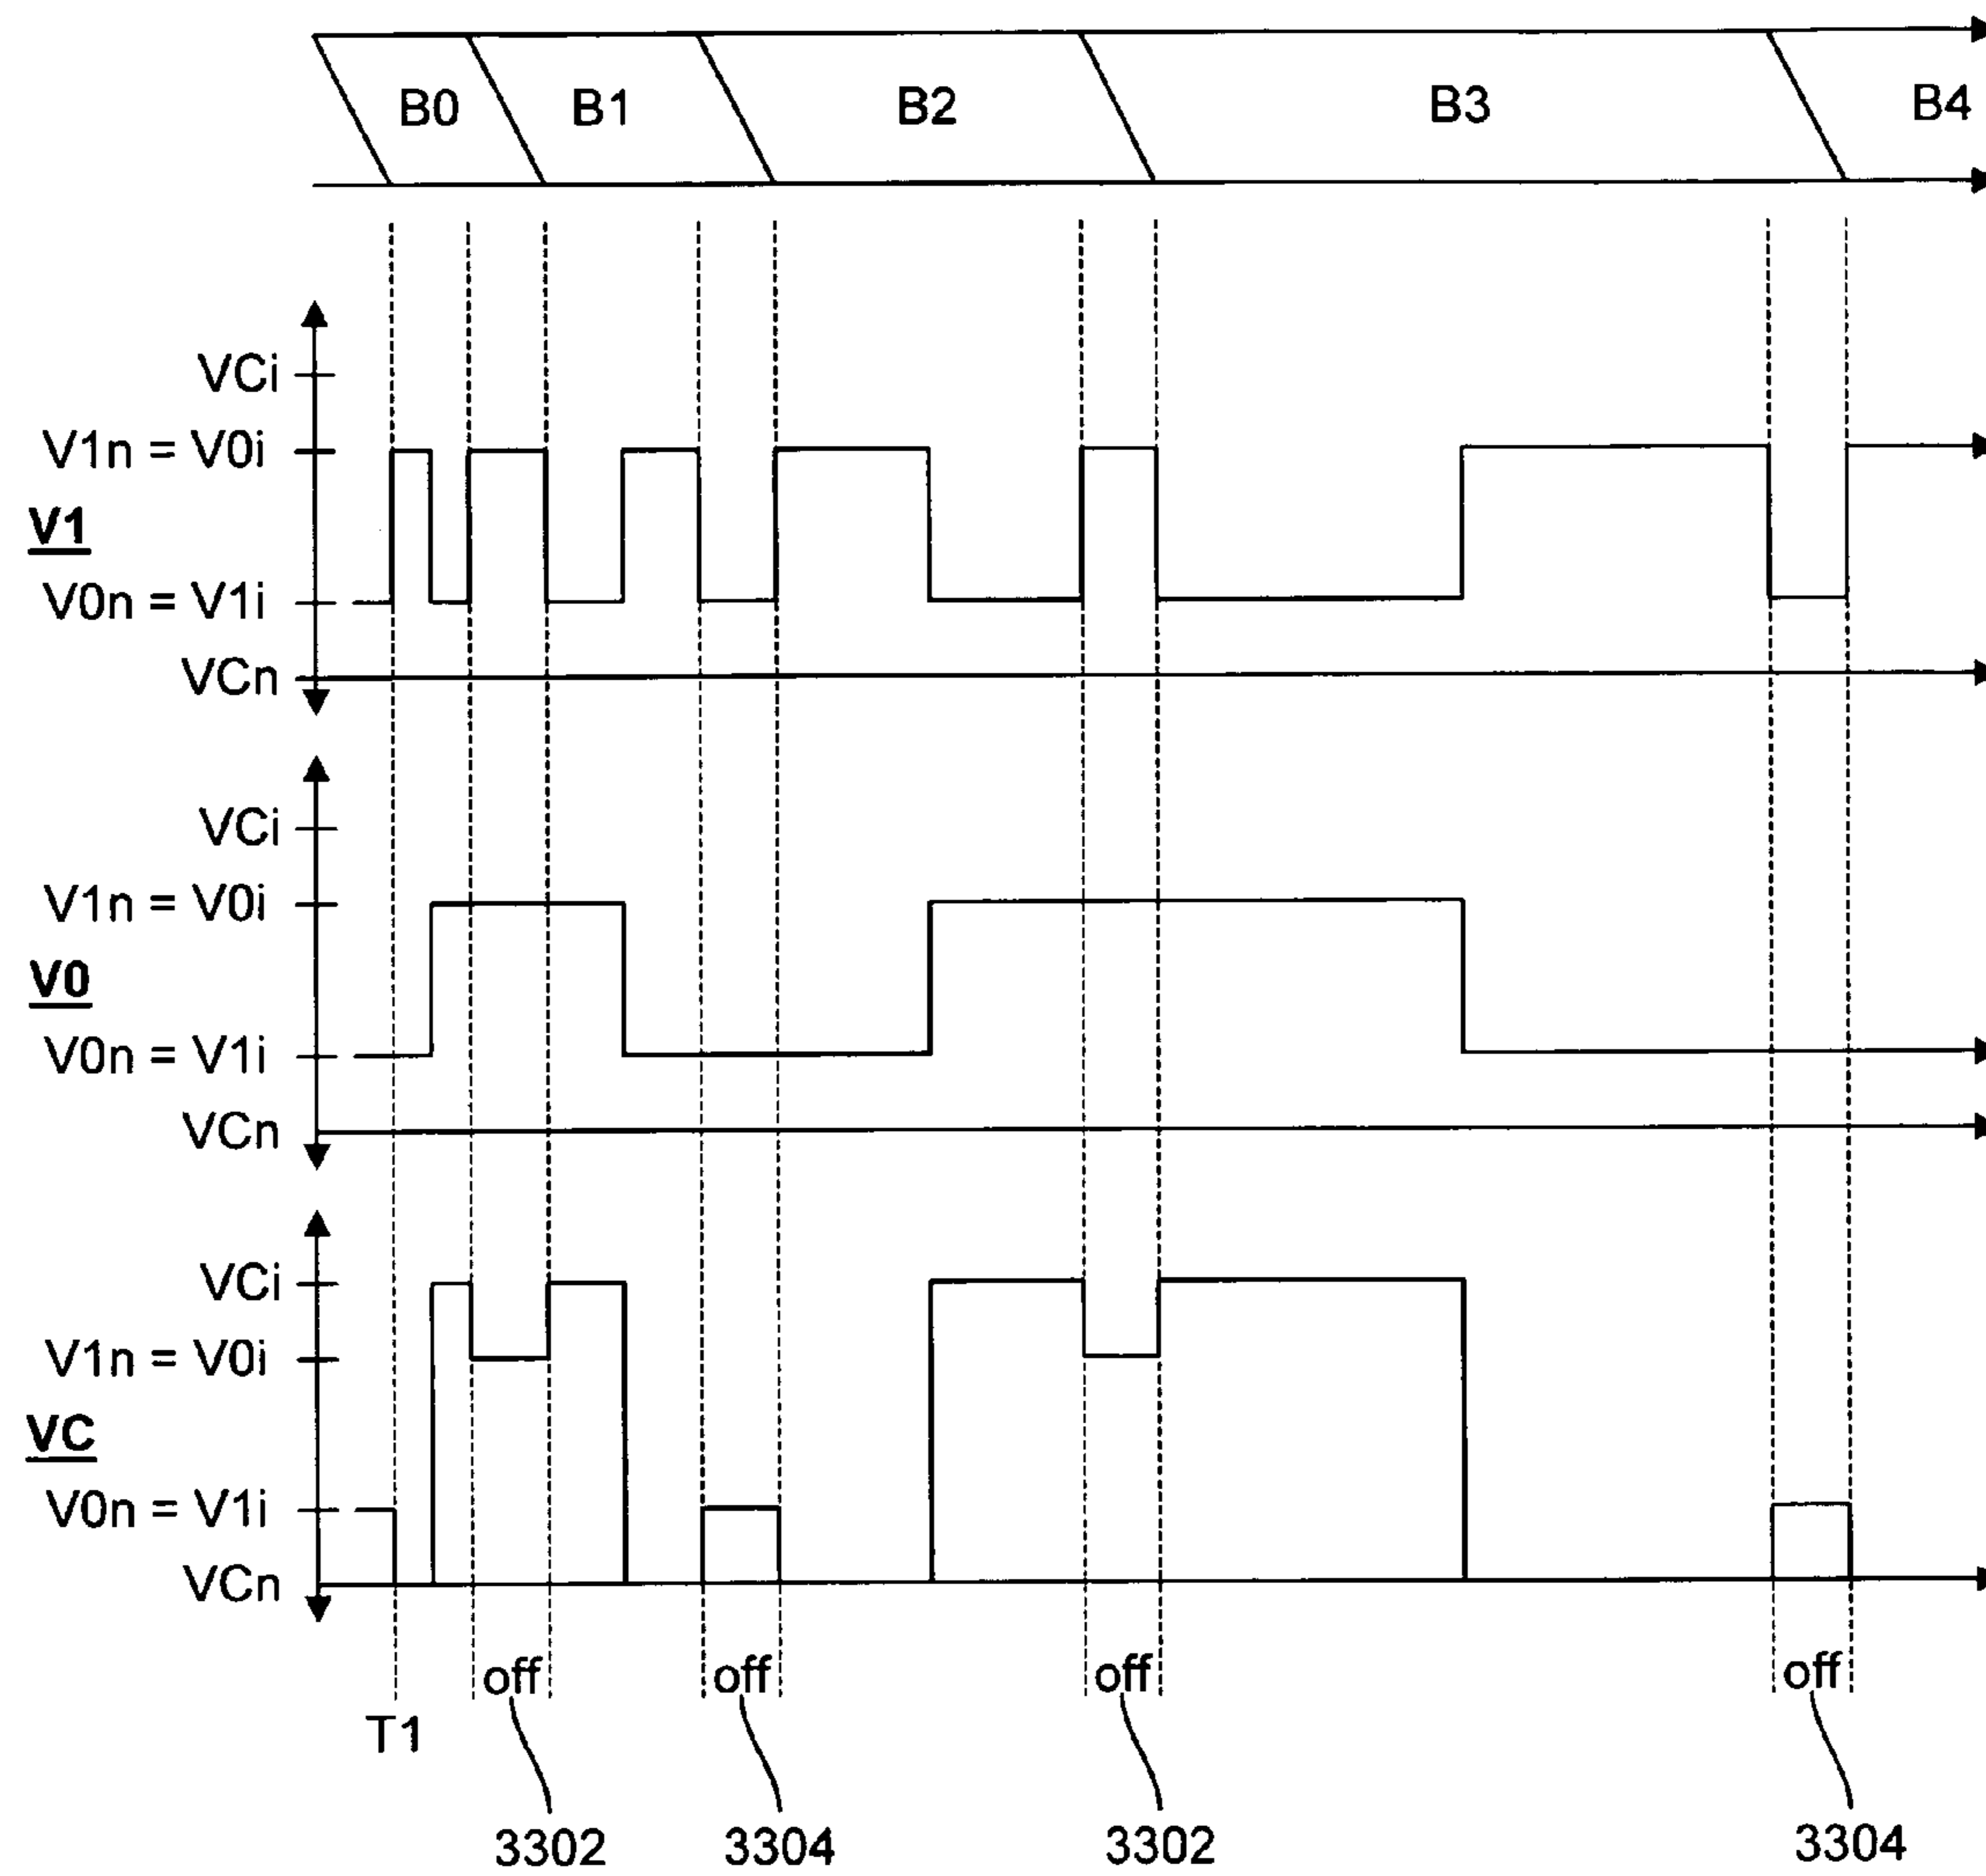 B0 B1 B2 B3 B4
VCi
V1n = V0i
V1
V0n = V1i
VCn
VCi
V1n = V0i
V0
V0n = V1i
VCn
VCi
V1n = V0i
VC
V0n = V1i
VCn
off off off off
T1
3302 3304 3302 3304